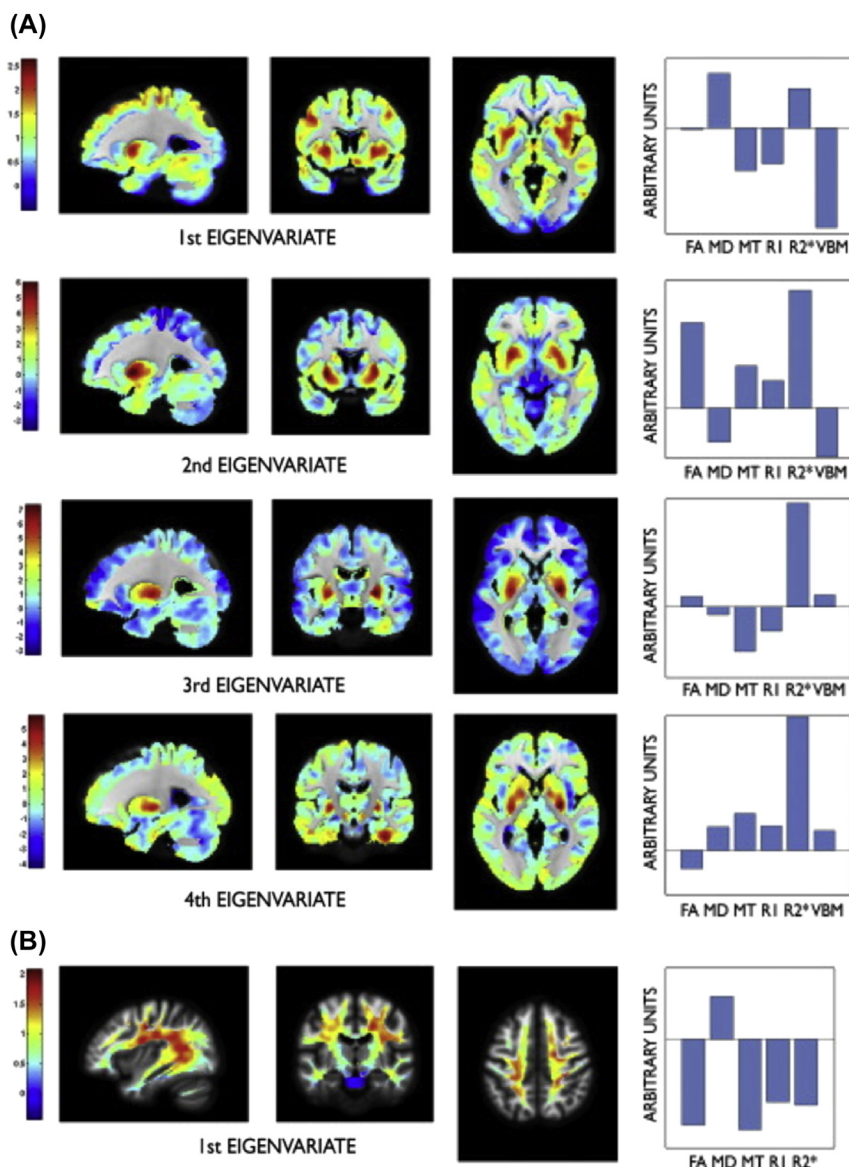 (A)
2.5
2
1.5
1
0.5
0
1st EIGENVARIATE
ARBITRARY UNITS
FA MD MT R1 R2* VBM
6
5
4
3
2
1
0
-1
-2
-3
2nd EIGENVARIATE
ARBITRARY UNITS
FA MD MT R1 R2* VBM
7
6
5
4
3
2
1
0
-1
-2
-3
3rd EIGENVARIATE
ARBITRARY UNITS
FA MD MT R1 R2* VBM
5
4
3
2
1
0
-1
-2
-3
-4
4th EIGENVARIATE
ARBITRARY UNITS
FA MD MT R1 R2* VBM
(B)
2
1.5
1
0.5
0
1st EIGENVARIATE
ARBITRARY UNITS
FA MD MT R1 R2*